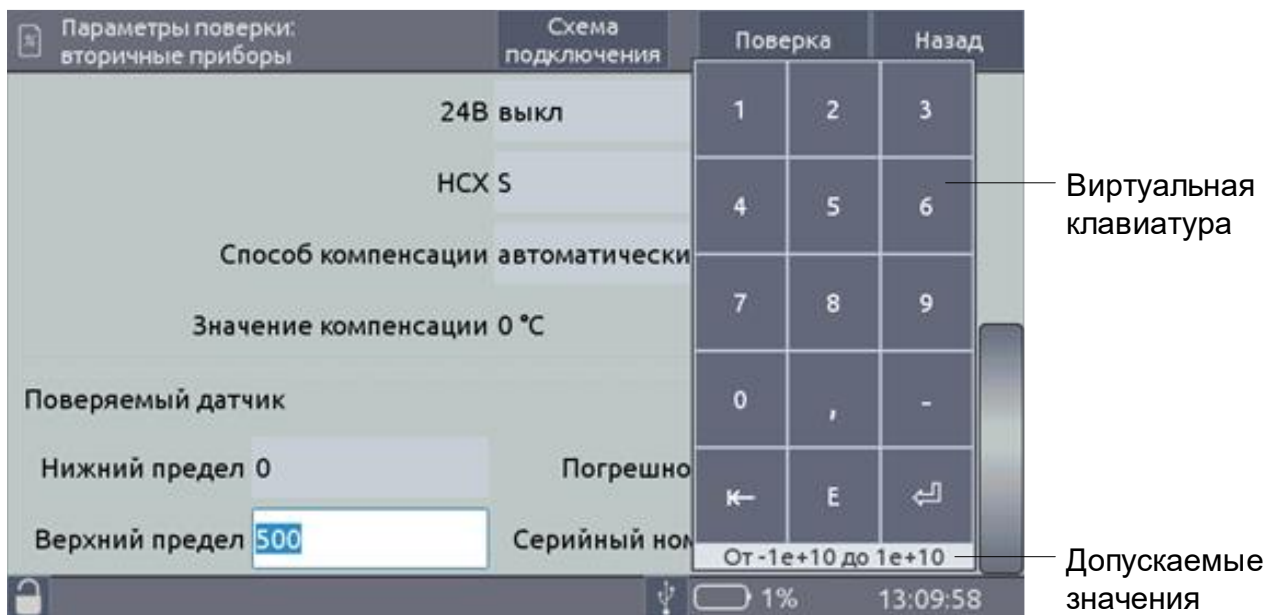 Параметры поверки:
вторичные приборы
Схема
подключения
Поверка
Назад
24В выкл
НСХ S
Способ компенсации автоматически
Значение компенсации 0 °C
Поверяемый датчик
Нижний предел 0
Погрешно
Верхний предел 500
Серийный ном
1 2 3
4 5 6
7 8 9
0 , -
E
От -1e+10 до 1e+10
1%
13:09:58
Виртуальная
клавиатура
Допускаемые
значения